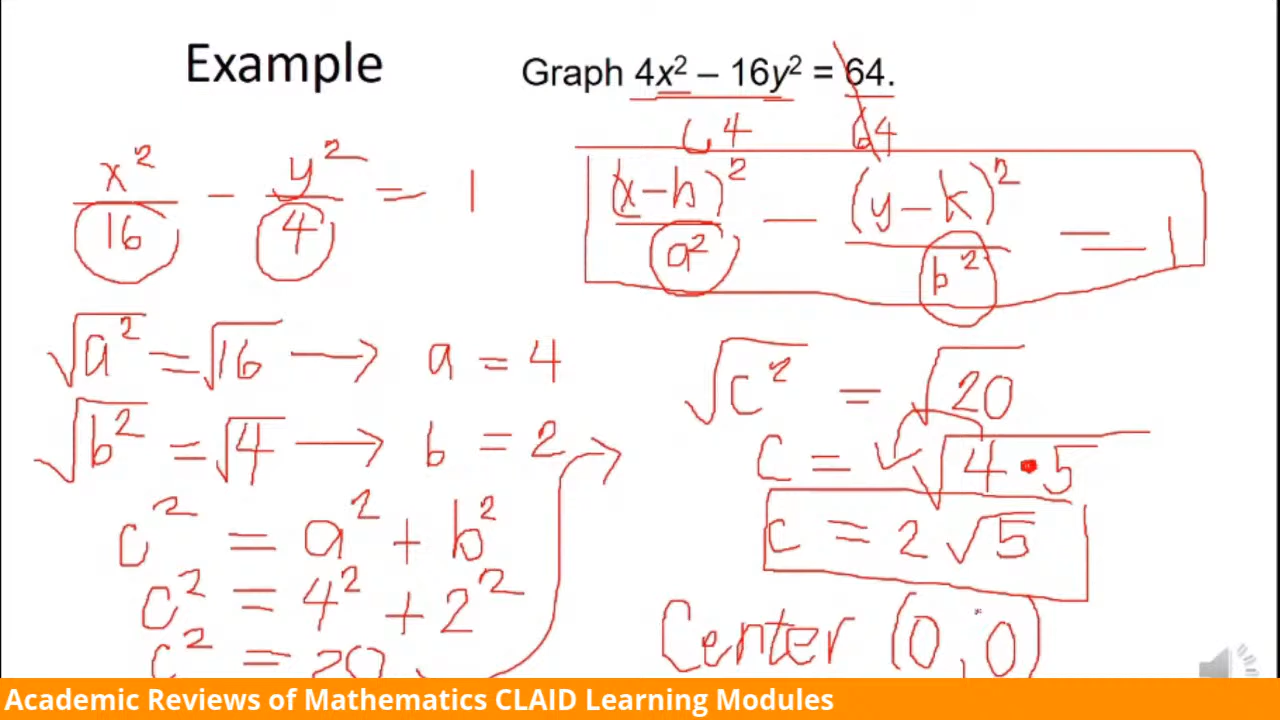 Example
Graph 4x² – 16y² = 64.
64 64
x²/16 - y²/4 = 1
(x-h)²/a² - (y-k)²/b² = 1
√a² = √16 → a = 4
√b² = √4 → b = 2
c² = a² + b²
c² = 4² + 2²
c² = 20
√c² = √20
c = √4•5
c = 2√5
Center (0,0)
Academic Reviews of Mathematics CLAID Learning Modules